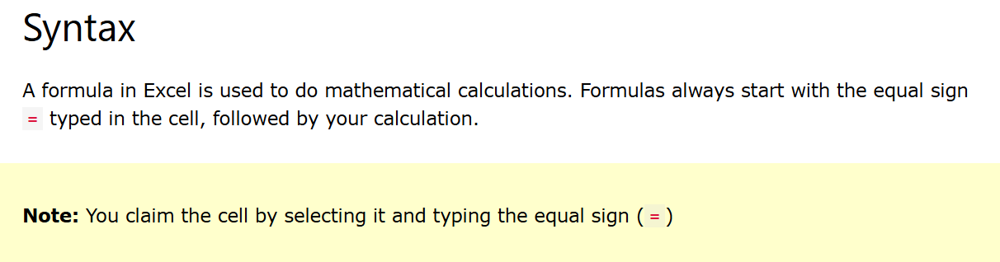 Syntax
A formula in Excel is used to do mathematical calculations. Formulas always start with the equal sign
= typed in the cell, followed by your calculation.
Note: You claim the cell by selecting it and typing the equal sign ( = )